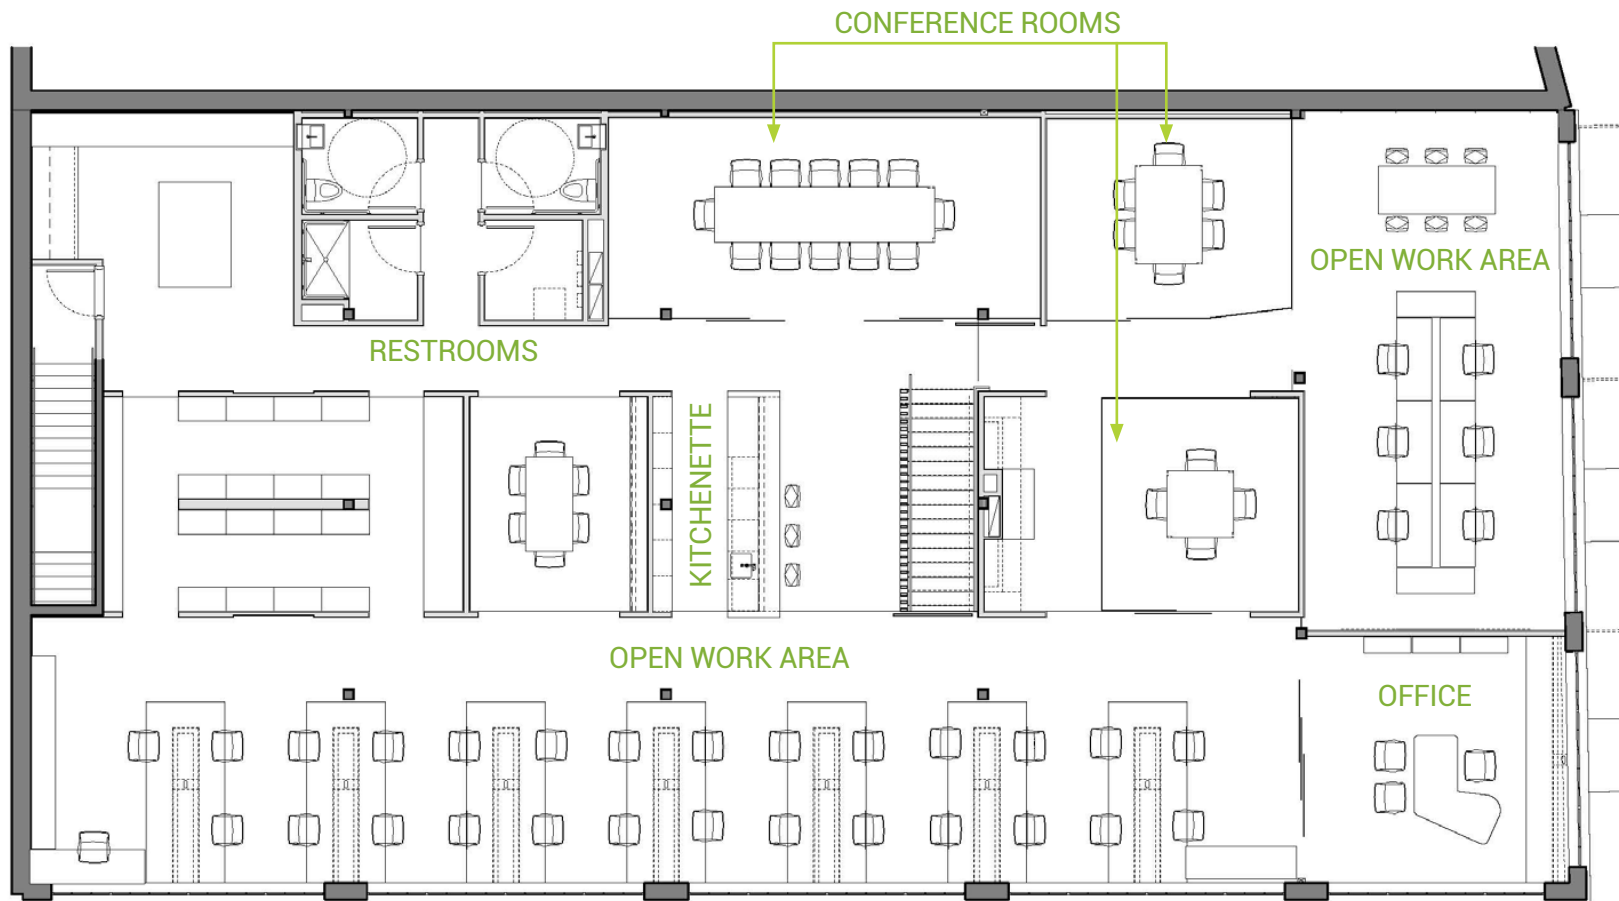 CONFERENCE ROOMS
OPEN WORK AREA
RESTROOMS
KITCHENETTE
OPEN WORK AREA
OFFICE